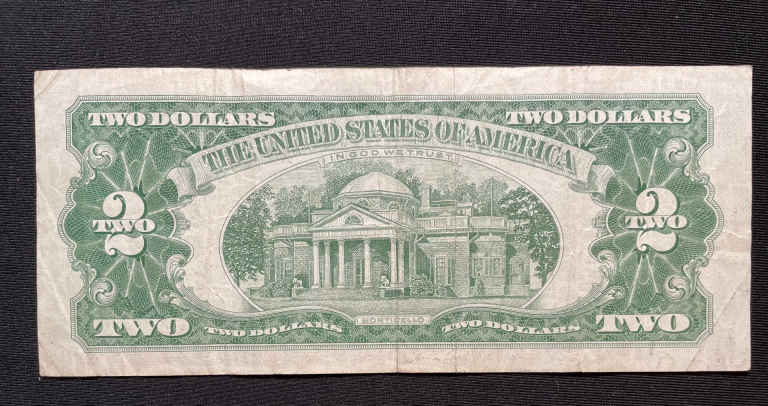 TWO DOLLARS TWO DOLLARS
THE UNITED STATES OF AMERICA
IN GOD WE TRUST
2 2
TWO TWO
MONTICELLO
TWO TWO DOLLARS TWO DOLLARS TWO